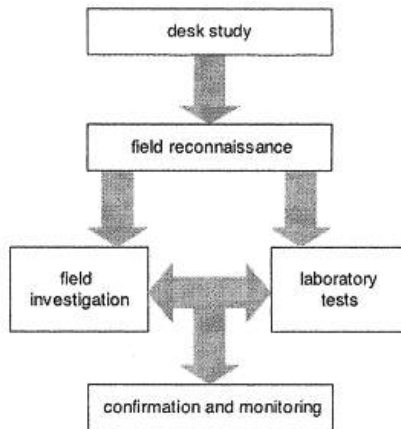 desk study
field reconnaissance
field
investigation
laboratory
tests
confirmation and monitoring